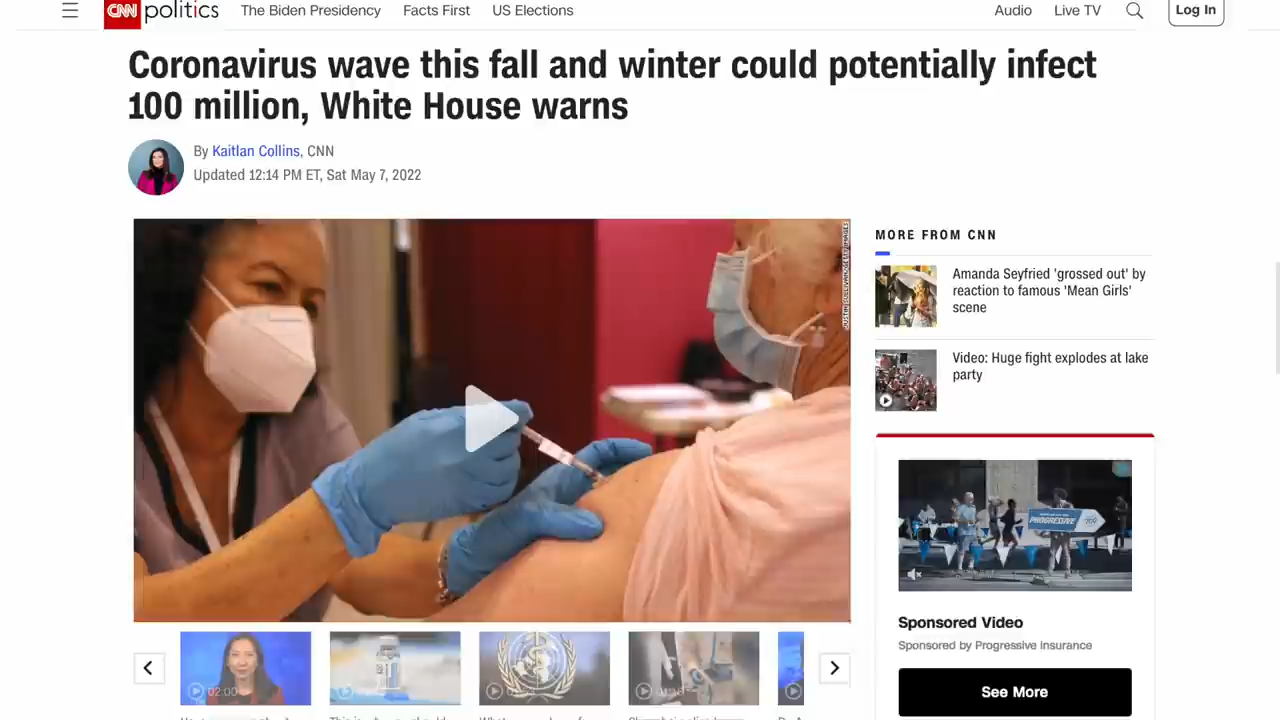 CNN politics The Biden Presidency Facts First US Elections Audio Live TV Log In
Coronavirus wave this fall and winter could potentially infect
100 million, White House warns
By Kaitlan Collins, CNN
Updated 12:14 PM ET, Sat May 7, 2022
MORE FROM CNN
Amanda Seyfried 'grossed out' by
reaction to famous 'Mean Girls'
scene
Video: Huge fight explodes at lake
party
PROGRESSIVE
Sponsored Video
Sponsored by Progressive Insurance
See More
02:00